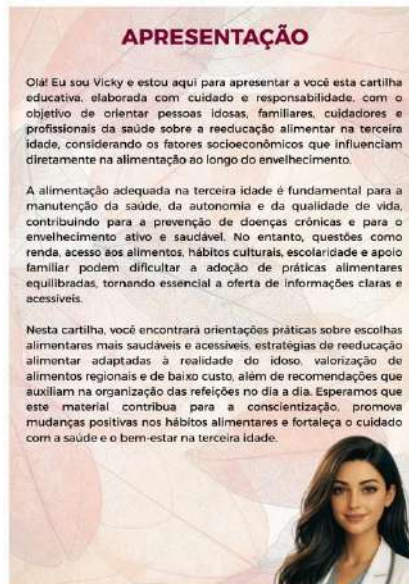 APRESENTAÇÃO
Olá! Eu sou Vicky e estou aqui para apresentar a você esta cartilha
educativa, elaborada com cuidado e responsabilidade, com o
objetivo de orientar pessoas idosas, familiares, cuidadores e
profissionais da saúde sobre a reeducação alimentar na terceira
idade, considerando os fatores socioeconômicos que influenciam
diretamente na alimentação ao longo do envelhecimento.
A alimentação adequada na terceira idade é fundamental para a
manutenção da saúde, da autonomia e da qualidade de vida,
contribuindo para a prevenção de doenças crônicas e para o
envelhecimento ativo e saudável. No entanto, questões como
renda, acesso aos alimentos, hábitos culturais, escolaridade e apoio
familiar podem dificultar a adoção de práticas alimentares
equilibradas, tornando essencial a oferta de informações claras e
acessíveis.
Nesta cartilha, você encontrará orientações práticas sobre escolhas
alimentares mais saudáveis e acessíveis, estratégias de reeducação
alimentar adaptadas à realidade do idoso, valorização de
alimentos regionais e de baixo custo, além de recomendações que
auxiliam na organização das refeições no dia a dia. Esperamos que
este material contribua para a conscientização, promova
mudanças positivas nos hábitos alimentares e fortaleça o cuidado
com a saúde e o bem-estar na terceira idade.